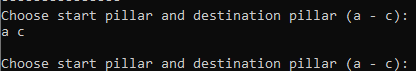 ---------------
Choose start pillar and destination pillar (a - c):
a c
Choose start pillar and destination pillar (a - c):